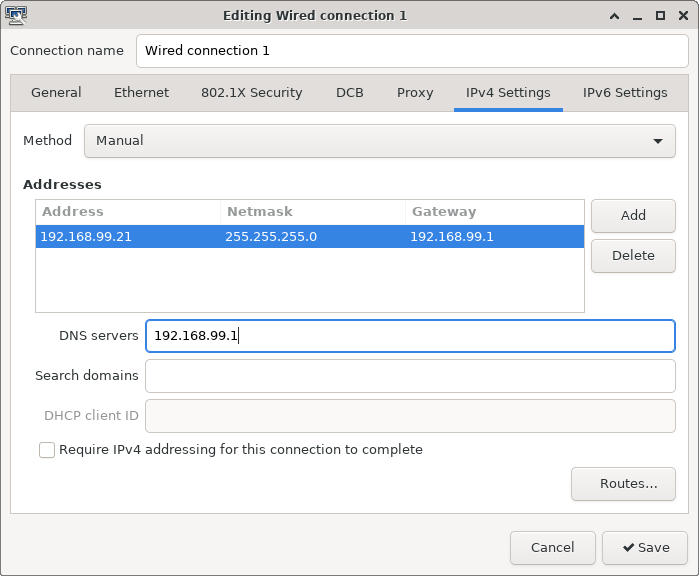 Editing Wired connection 1
Connection name Wired connection 1
General Ethernet 802.1X Security DCB Proxy IPv4 Settings IPv6 Settings
Method Manual
Addresses
Address Netmask Gateway
192.168.99.21 255.255.255.0 192.168.99.1
Add
Delete
DNS servers 192.168.99.1
Search domains
DHCP client ID
Require IPv4 addressing for this connection to complete
Routes...
Cancel Save